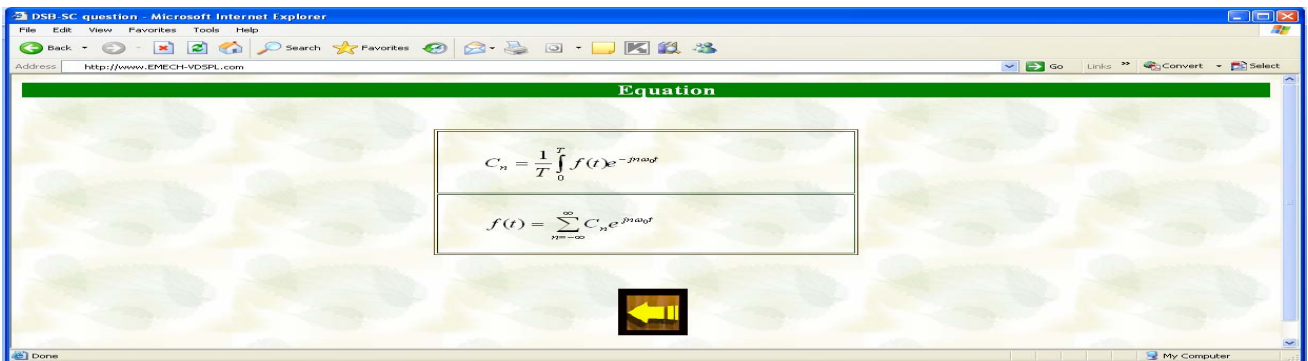 DSB-SC question - Microsoft Internet Explorer
File Edit View Favorites Tools Help
Back Search Favorites
Address http://www.EMECH-VDSPL.com Go Links » Convert Select
Equation
C_n = \frac{1}{T} \int_0^T f(t)e^{-jn\omega_0 t}
f(t) = \sum_{n=-\infty}^{\infty} C_n e^{jn\omega_0 t}
Done My Computer